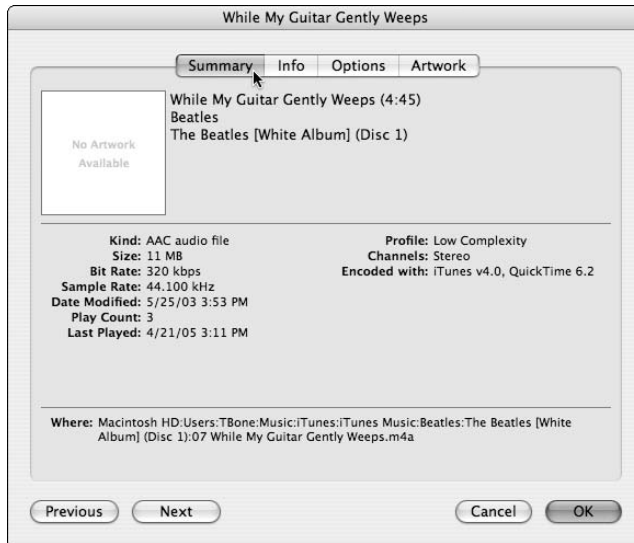 While My Guitar Gently Weeps
Summary Info Options Artwork
No Artwork
Available
While My Guitar Gently Weeps (4:45)
Beatles
The Beatles [White Album] (Disc 1)
Kind: AAC audio file
Size: 11 MB
Bit Rate: 320 kbps
Sample Rate: 44.100 kHz
Date Modified: 5/25/03 3:53 PM
Play Count: 3
Last Played: 4/21/05 3:11 PM
Profile: Low Complexity
Channels: Stereo
Encoded with: iTunes v4.0, QuickTime 6.2
Where: Macintosh HD:Users:TBone:Music:iTunes:iTunes Music:Beatles:The Beatles [White
Album] (Disc 1):07 While My Guitar Gently Weeps.m4a
Previous Next Cancel OK